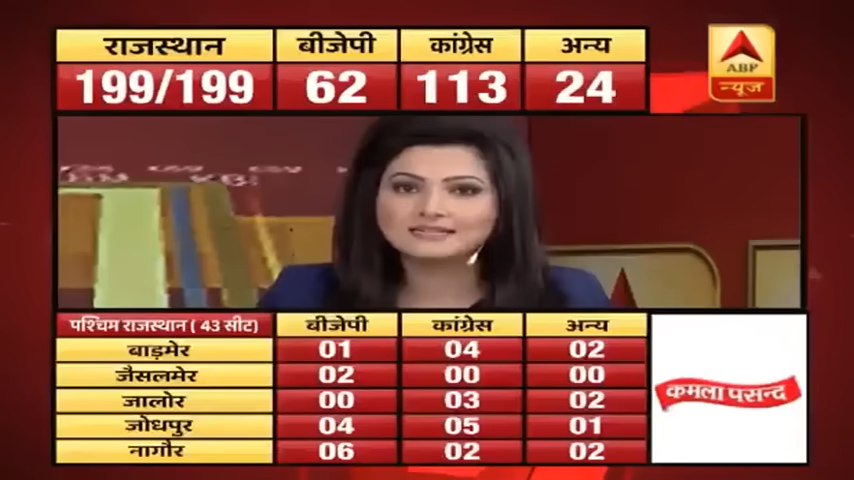 राजस्थान बीजेपी कांग्रेस अन्य
199/199 62 113 24
ABP
न्यूज़
पश्चिम राजस्थान ( 43 सीट) बीजेपी कांग्रेस अन्य
बाड़मेर 01 04 02
जैसलमेर 02 00 00
जालोर 00 03 02
जोधपुर 04 05 01
नागौर 06 02 02
कमला पसन्द